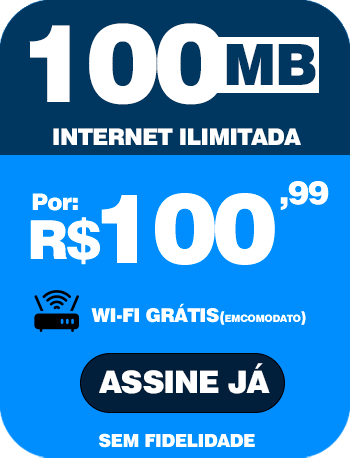 100MB
INTERNET ILIMITADA
Por:
R$100,99
WI-FI GRÁTIS(EMCOMODATO)
ASSINE JÁ
SEM FIDELIDADE